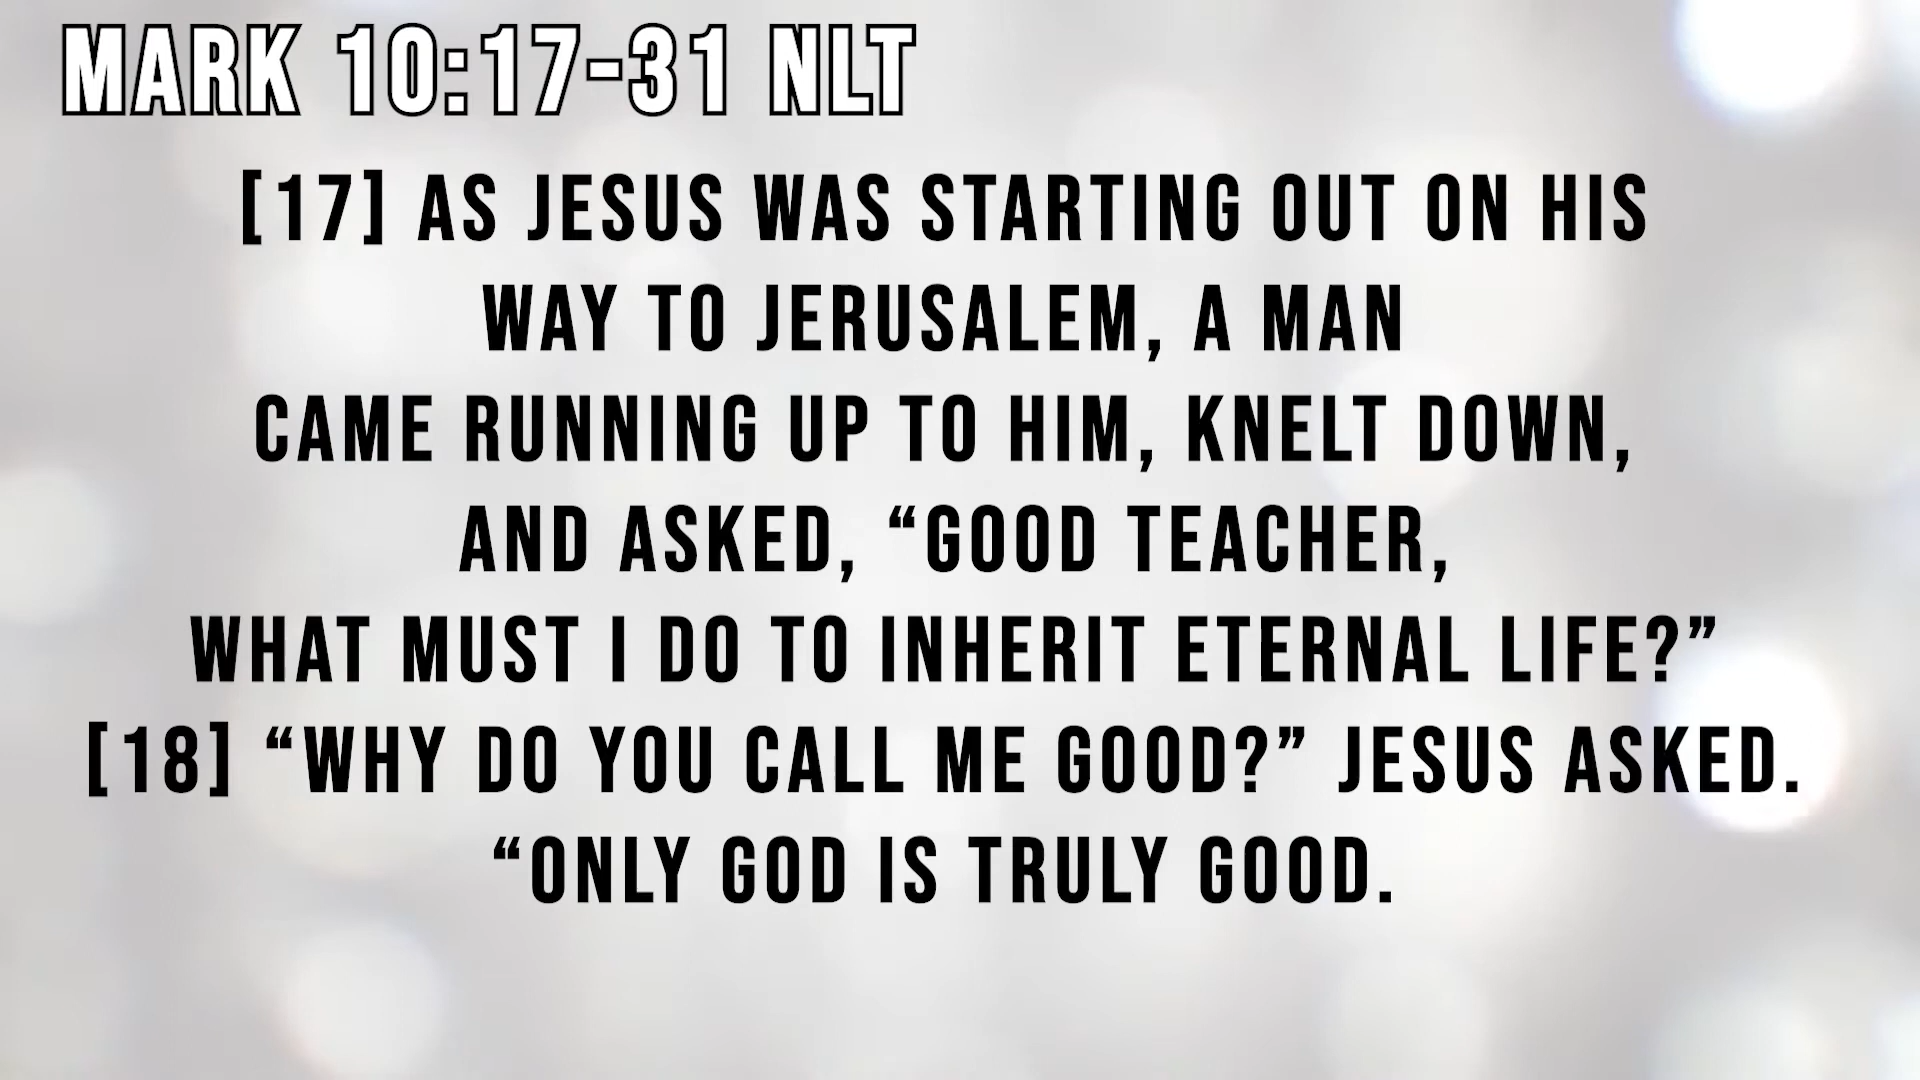 MARK 10:17-31 NLT
[17] AS JESUS WAS STARTING OUT ON HIS
WAY TO JERUSALEM, A MAN
CAME RUNNING UP TO HIM, KNELT DOWN,
AND ASKED, “GOOD TEACHER,
WHAT MUST I DO TO INHERIT ETERNAL LIFE?”
[18] “WHY DO YOU CALL ME GOOD?” JESUS ASKED.
“ONLY GOD IS TRULY GOOD.